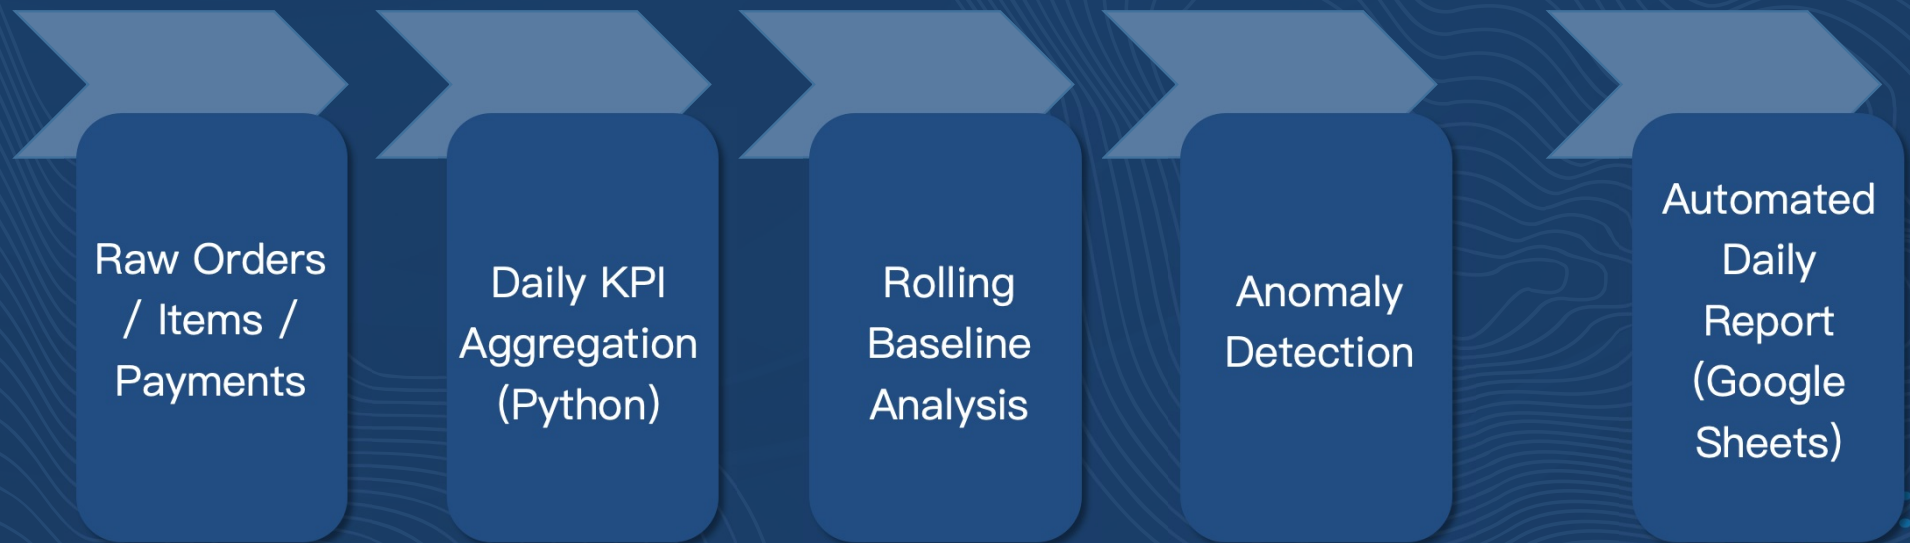 Raw Orders
/ Items /
Payments
Daily KPI
Aggregation
(Python)
Rolling
Baseline
Analysis
Anomaly
Detection
Automated
Daily
Report
(Google
Sheets)